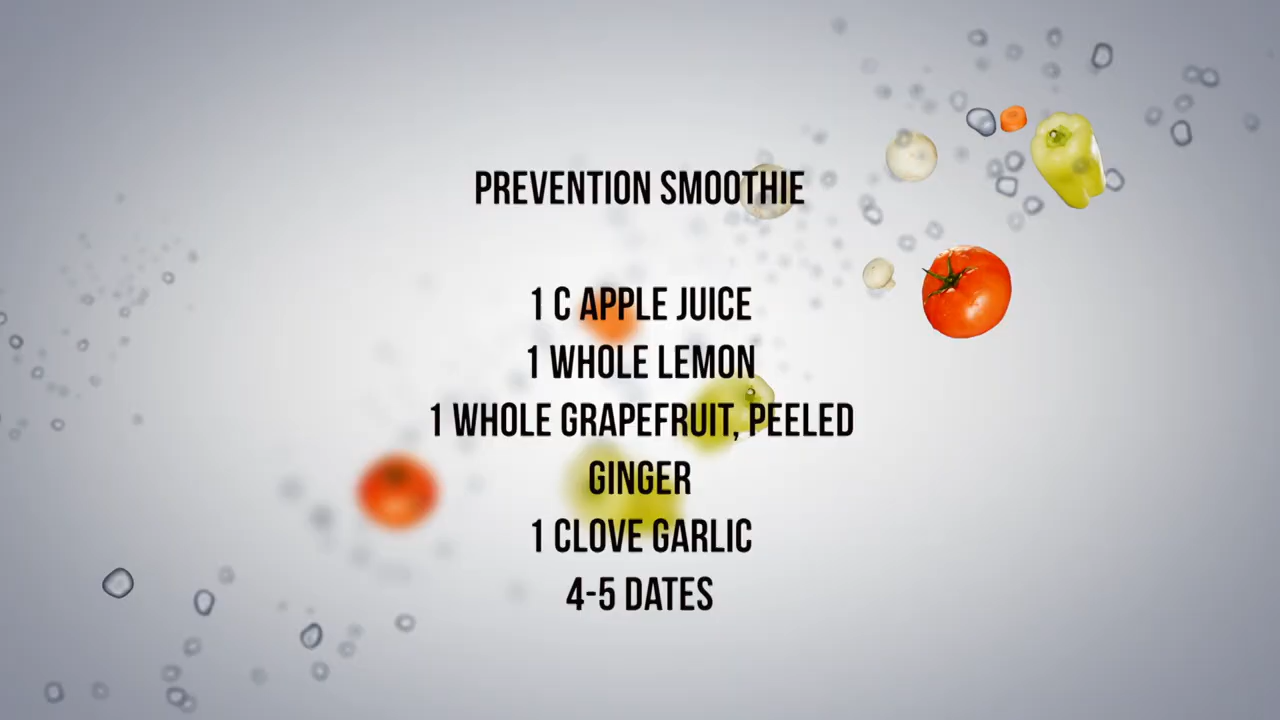 PREVENTION SMOOTHIE
1 C APPLE JUICE
1 WHOLE LEMON
1 WHOLE GRAPEFRUIT, PEELED
GINGER
1 CLOVE GARLIC
4-5 DATES